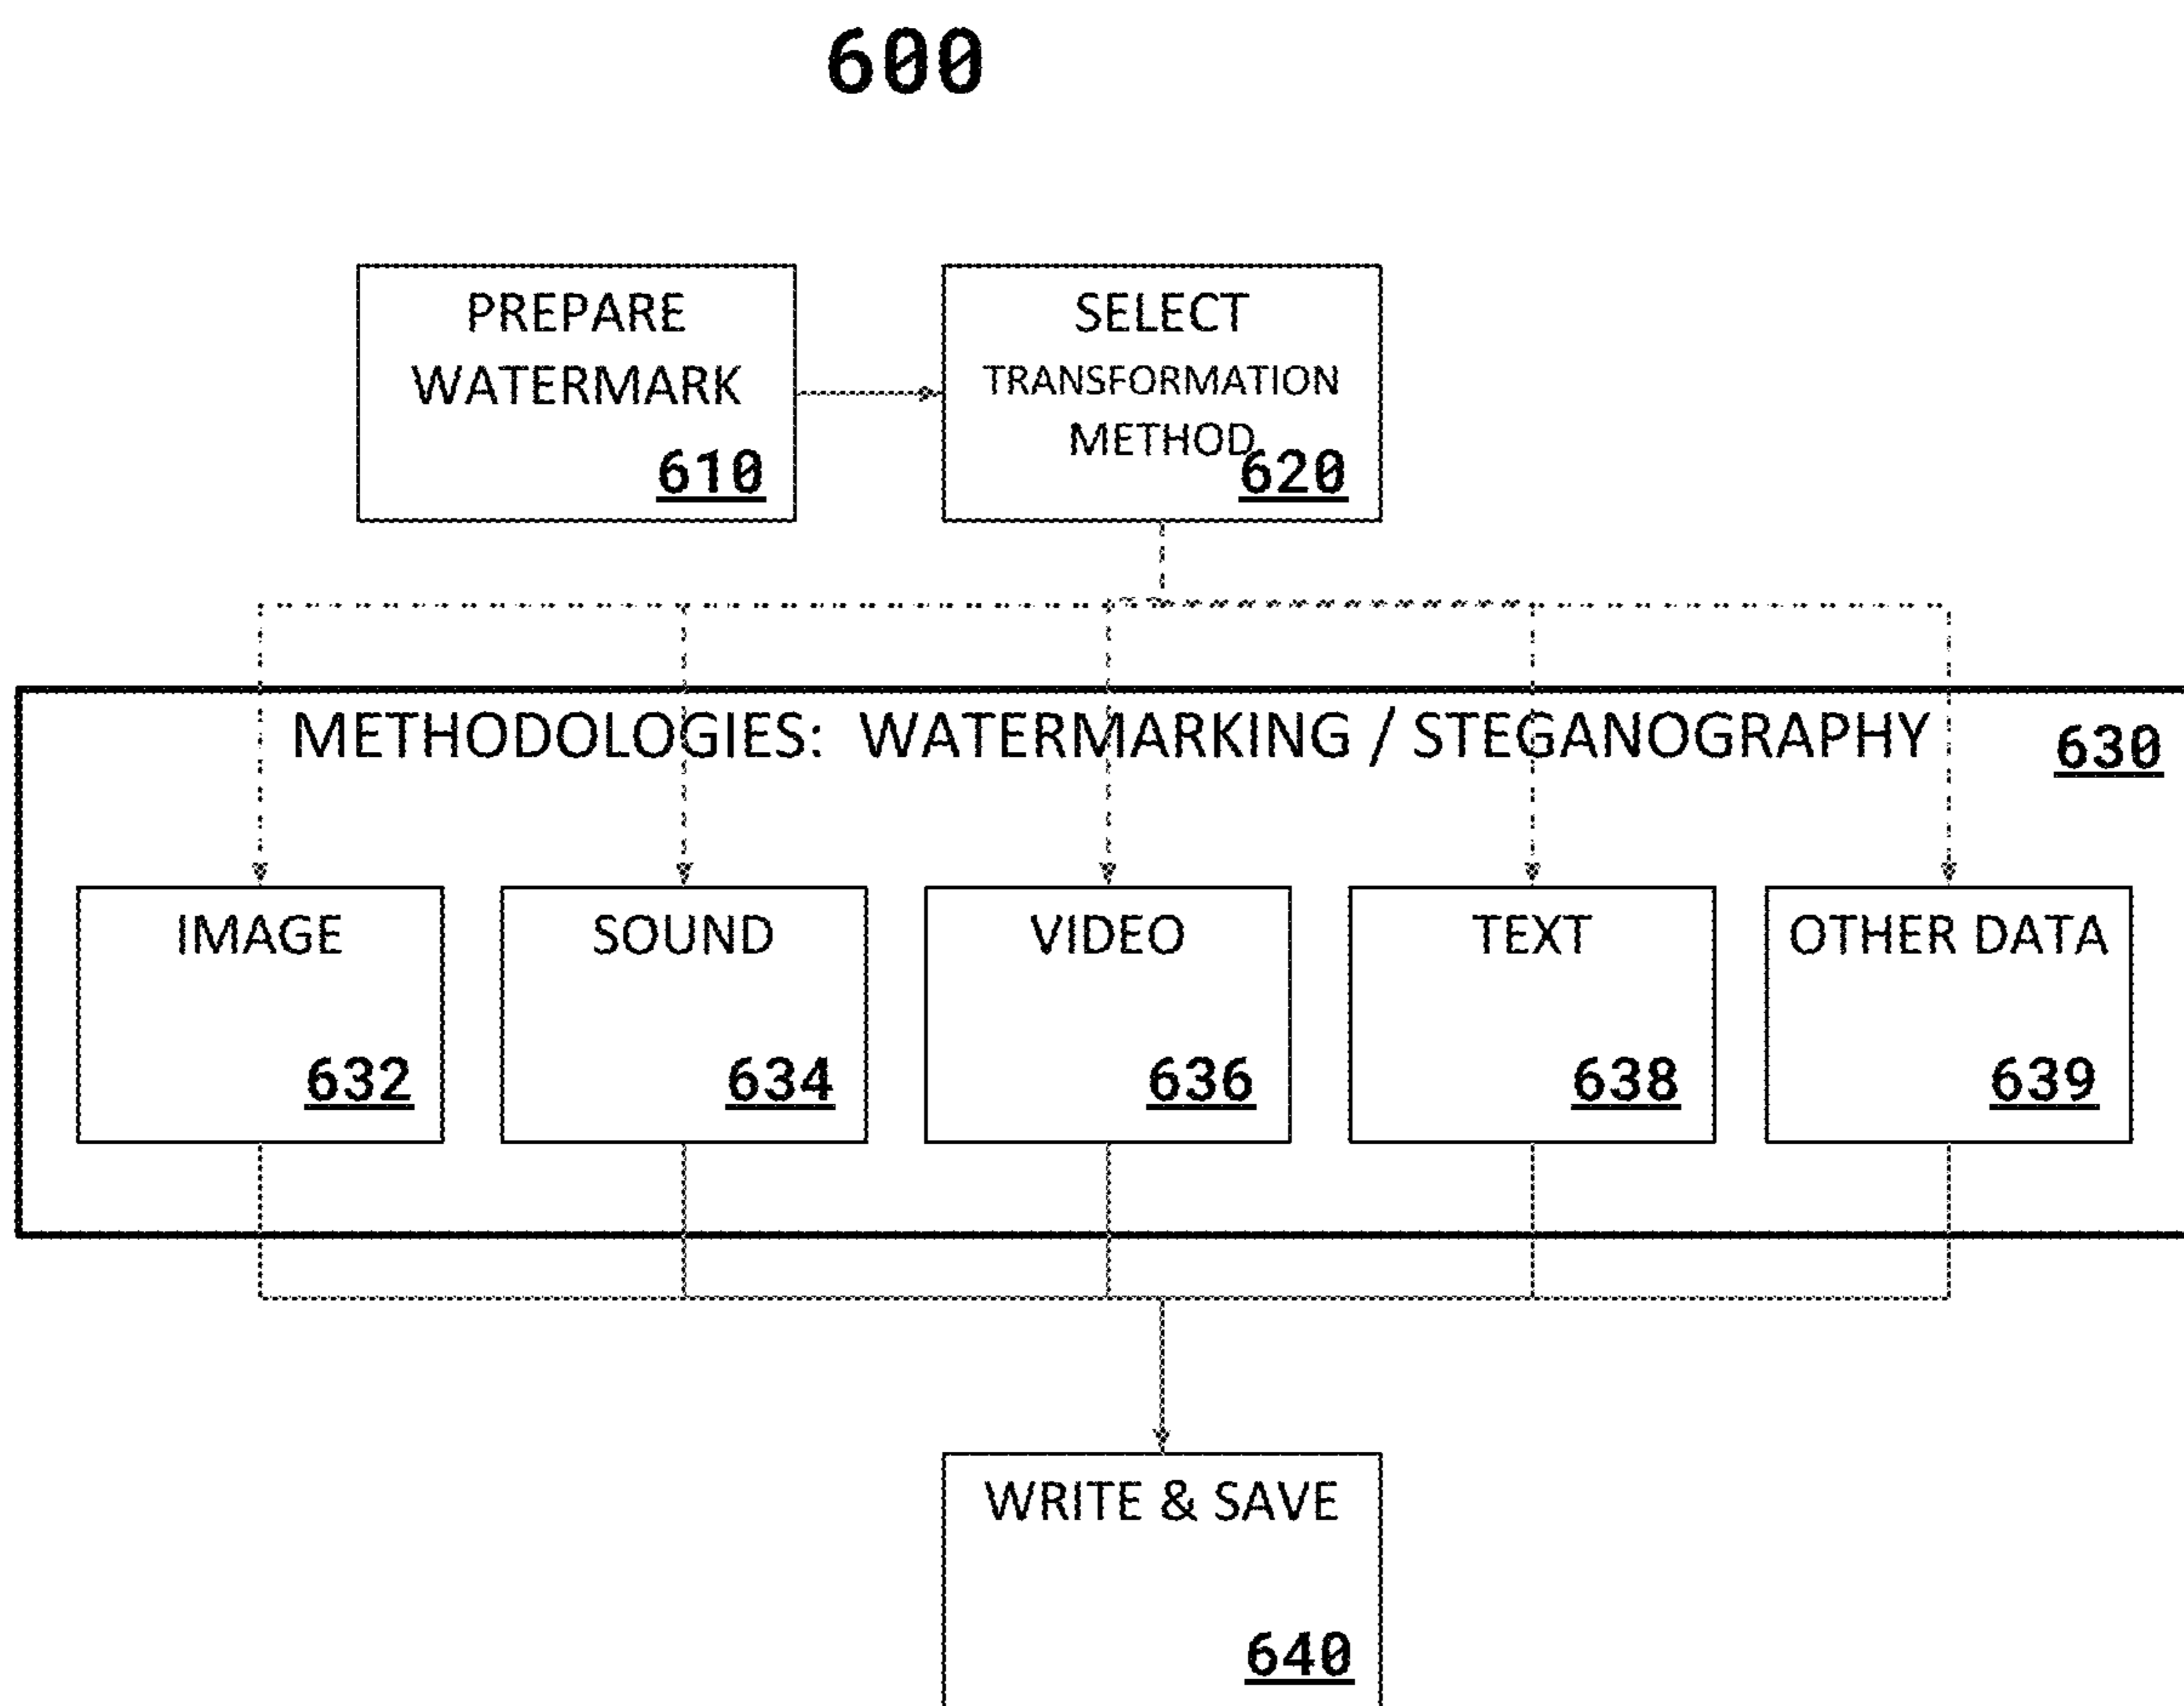 600
PREPARE
WATERMARK
610
SELECT
TRANSFORMATION
METHOD
620
METHODOLOGIES: WATERMARKING / STEGANOGRAPHY
630
IMAGE
632
SOUND
634
VIDEO
636
TEXT
638
OTHER DATA
639
WRITE & SAVE
640